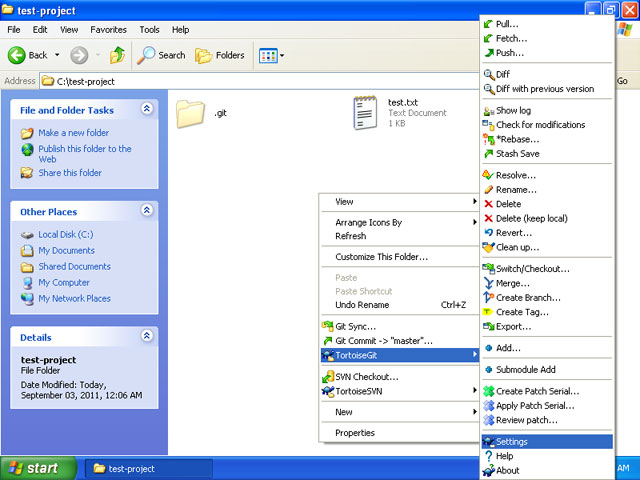 test-project
File Edit View Favorites Tools Help
Back Search Folders
Address C:\test-project Go
File and Folder Tasks
Make a new folder
Publish this folder to the
Web
Share this folder
Other Places
Local Disk (C:)
My Documents
Shared Documents
My Computer
My Network Places
Details
test-project
File Folder
Date Modified: Today,
September 03, 2011, 12:06 AM
.git
test.txt
Text Document
1 KB
View
Arrange Icons By
Refresh
Customize This Folder...
Paste
Paste Shortcut
Undo Rename Ctrl+Z
Git Sync...
Git Commit -> "master"...
TortoiseGit
SVN Checkout...
TortoiseSVN
New
Properties
Pull...
Fetch...
Push...
Diff
Diff with previous version
Show log
Check for modifications
*Rebase...
Stash Save
Resolve...
Rename...
Delete
Delete (keep local)
Revert...
Clean up...
Switch/Checkout...
Merge...
Create Branch...
Create Tag...
Export...
Add...
Submodule Add
Create Patch Serial...
Apply Patch Serial...
Review patch...
Settings
Help
About
start
test-project
AM